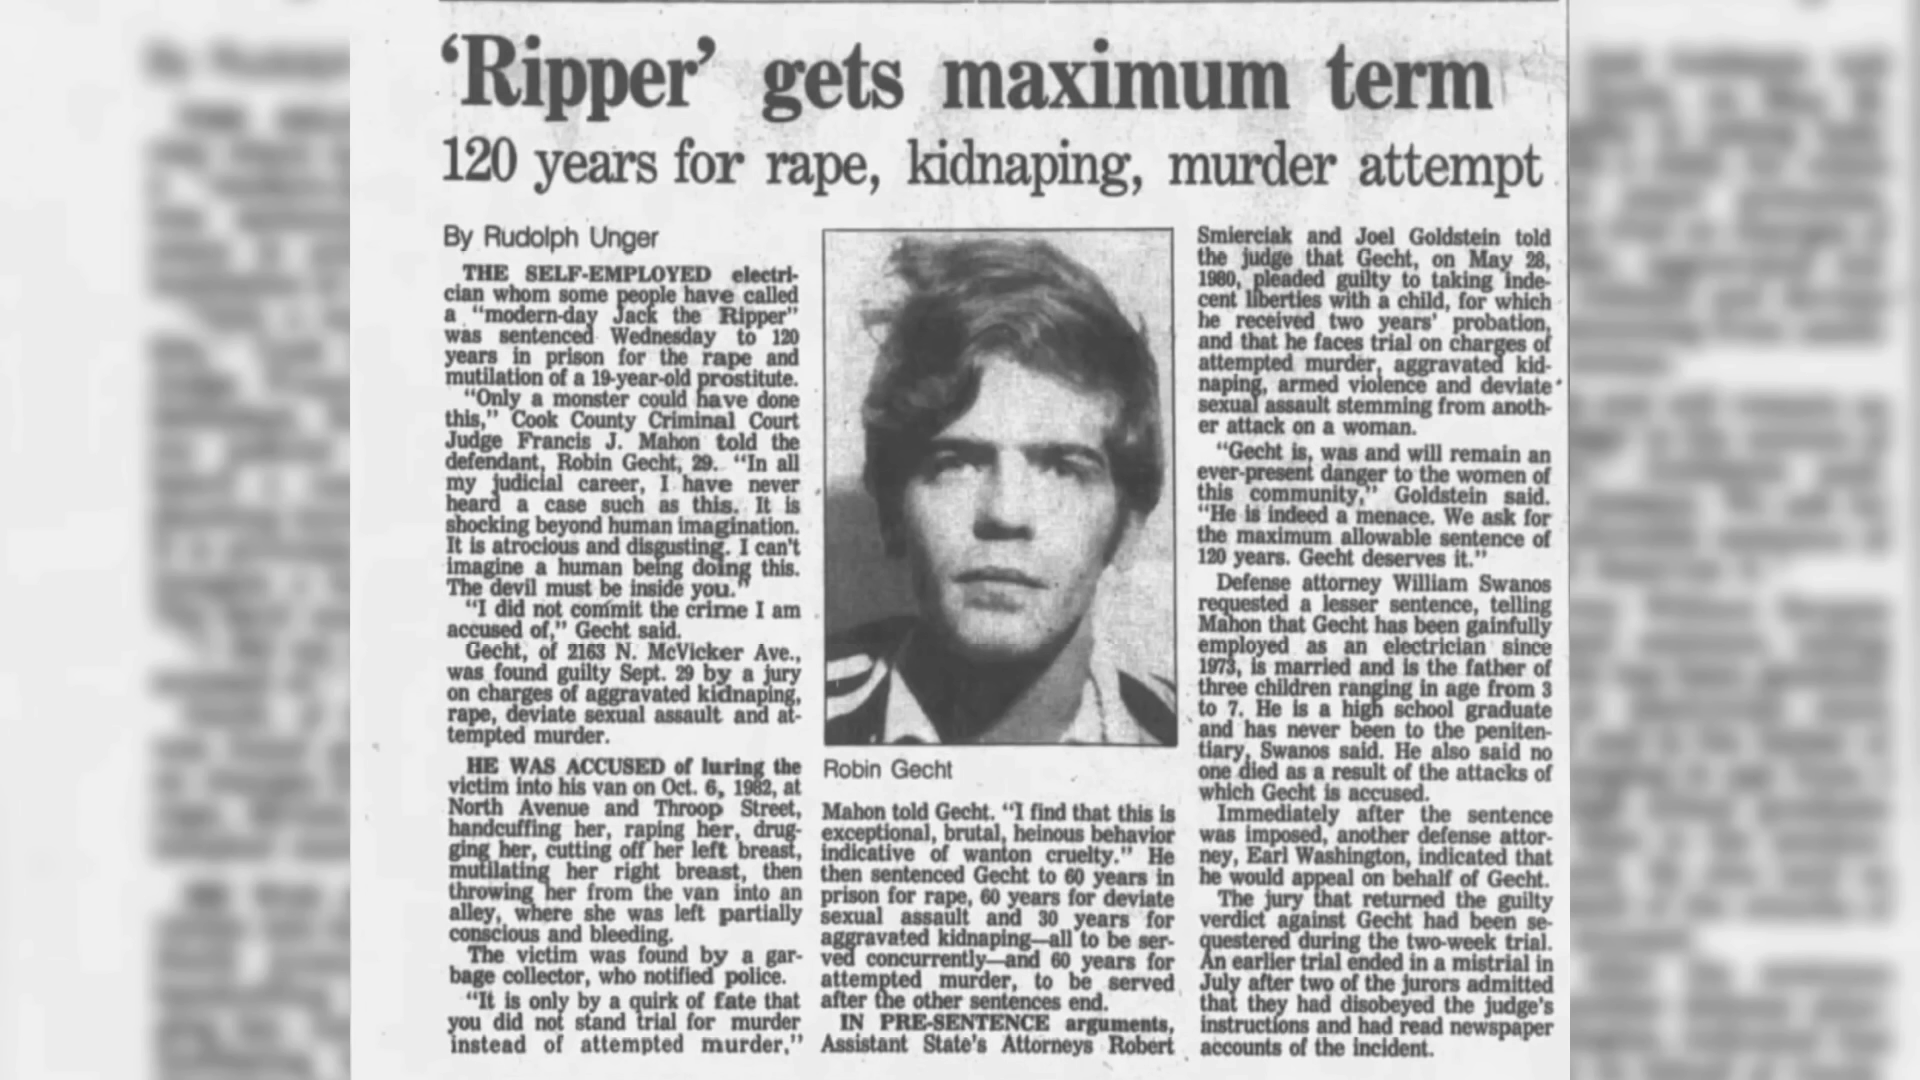 ‘Ripper’ gets maximum term
120 years for rape, kidnaping, murder attempt
By Rudolph Unger
THE SELF-EMPLOYED electri-
cian whom some people have called
a “modern-day Jack the Ripper”
was sentenced Wednesday to 120
years in prison for the rape and
mutilation of a 19-year-old prostitute.
“Only a monster could have done
this,” Cook County Criminal Court
Judge Francis J. Mahon told the
defendant, Robin Gecht, 29. “In all
my judicial career, I have never
heard a case such as this. It is
shocking beyond human imagination.
It is atrocious and disgusting. I can't
imagine a human being doing this.
The devil must be inside you.”
“I did not commit the crime I am
accused of,” Gecht said.
Gecht, of 2163 N. McVicker Ave.,
was found guilty Sept. 29 by a jury
on charges of aggravated kidnaping,
rape, deviate sexual assault and at-
tempted murder.
HE WAS ACCUSED of luring the
victim into his van on Oct. 6, 1982, at
North Avenue and Throop Street,
handcuffing her, raping her, drug-
ging her, cutting off her left breast,
mutilating her right breast, then
throwing her from the van into an
alley, where she was left partially
conscious and bleeding.
The victim was found by a gar-
bage collector, who notified police.
“It is only by a quirk of fate that
you did not stand trial for murder
instead of attempted murder,”
Robin Gecht
Mahon told Gecht. “I find that this is
exceptional, brutal, heinous behavior
indicative of wanton cruelty.” He
then sentenced Gecht to 60 years in
prison for rape, 60 years for deviate
sexual assault and 30 years for
aggravated kidnaping—all to be ser-
ved concurrently—and 60 years for
attempted murder, to be served
after the other sentences end.
IN PRE-SENTENCE arguments,
Assistant State's Attorneys Robert
Smierciak and Joel Goldstein told
the judge that Gecht, on May 28,
1980, pleaded guilty to taking inde-
cent liberties with a child, for which
he received two years' probation,
and that he faces trial on charges of
attempted murder, aggravated kid-
naping, armed violence and deviate
sexual assault stemming from anoth-
er attack on a woman.
“Gecht is, was and will remain an
ever-present danger to the women of
this community,” Goldstein said.
“He is indeed a menace. We ask for
the maximum allowable sentence of
120 years. Gecht deserves it.”
Defense attorney William Swanos
requested a lesser sentence, telling
Mahon that Gecht has been gainfully
employed as an electrician since
1973, is married and is the father of
three children ranging in age from 3
to 7. He is a high school graduate
and has never been to the peniten-
tiary, Swanos said. He also said no
one died as a result of the attacks of
which Gecht is accused.
Immediately after the sentence
was imposed, another defense attor-
ney, Earl Washington, indicated that
he would appeal on behalf of Gecht.
The jury that returned the guilty
verdict against Gecht had been se-
questered during the two-week trial.
An earlier trial ended in a mistrial in
July after two of the jurors admitted
that they had disobeyed the judge's
instructions and had read newspaper
accounts of the incident.